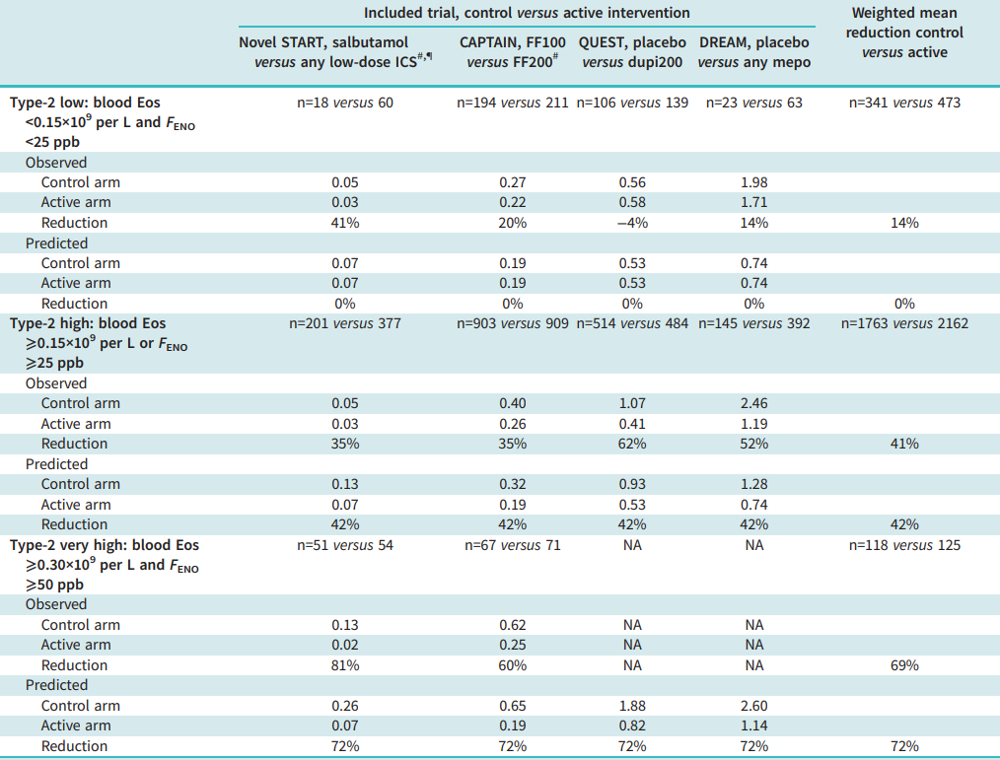 Included trial, control versus active intervention Weighted mean
reduction control
versus active
Novel START, salbutamol CAPTAIN, FF100 QUEST, placebo DREAM, placebo
versus any low-dose ICS#,¶ versus FF200# versus dupi200 versus any mepo
Type-2 low: blood Eos n=18 versus 60 n=194 versus 211 n=106 versus 139 n=23 versus 63 n=341 versus 473
<0.15×10⁹ per L and FENO
<25 ppb
Observed
Control arm 0.05 0.27 0.56 1.98
Active arm 0.03 0.22 0.58 1.71
Reduction 41% 20% −4% 14% 14%
Predicted
Control arm 0.07 0.19 0.53 0.74
Active arm 0.07 0.19 0.53 0.74
Reduction 0% 0% 0% 0% 0%
Type-2 high: blood Eos n=201 versus 377 n=903 versus 909 n=514 versus 484 n=145 versus 392 n=1763 versus 2162
⩾0.15×10⁹ per L or FENO
⩾25 ppb
Observed
Control arm 0.05 0.40 1.07 2.46
Active arm 0.03 0.26 0.41 1.19
Reduction 35% 35% 62% 52% 41%
Predicted
Control arm 0.13 0.32 0.93 1.28
Active arm 0.07 0.19 0.53 0.74
Reduction 42% 42% 42% 42% 42%
Type-2 very high: blood Eos n=51 versus 54 n=67 versus 71 NA NA n=118 versus 125
⩾0.30×10⁹ per L and FENO
⩾50 ppb
Observed
Control arm 0.13 0.62 NA NA
Active arm 0.02 0.25 NA NA
Reduction 81% 60% NA NA 69%
Predicted
Control arm 0.26 0.65 1.88 2.60
Active arm 0.07 0.19 0.82 1.14
Reduction 72% 72% 72% 72% 72%